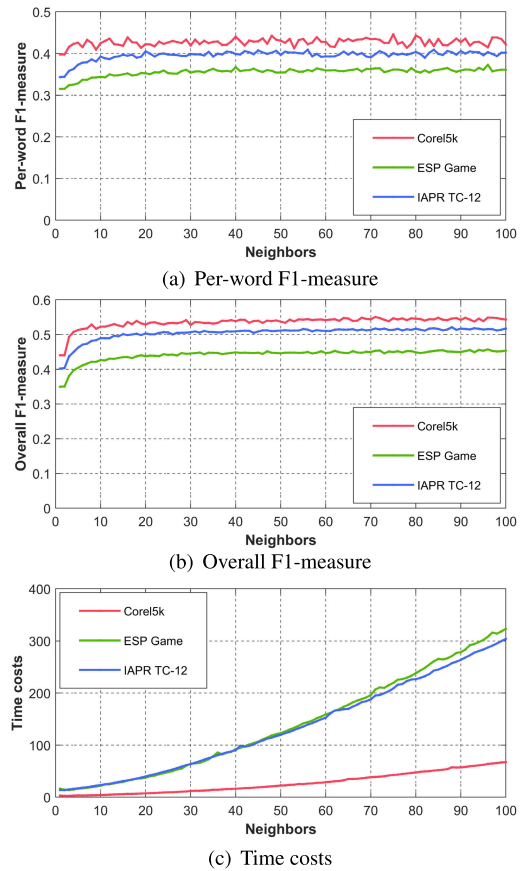 0.5
0.4
0.3
0.2
0.1
0
Per-word F1-measure
Corel5k
ESP Game
IAPR TC-12
0 10 20 30 40 50 60 70 80 90 100
Neighbors
(a) Per-word F1-measure
0.6
0.5
0.4
0.3
0.2
0.1
0
Overall F1-measure
Corel5k
ESP Game
IAPR TC-12
0 10 20 30 40 50 60 70 80 90 100
Neighbors
(b) Overall F1-measure
400
300
200
100
0
Time costs
Corel5k
ESP Game
IAPR TC-12
0 10 20 30 40 50 60 70 80 90 100
Neighbors
(c) Time costs